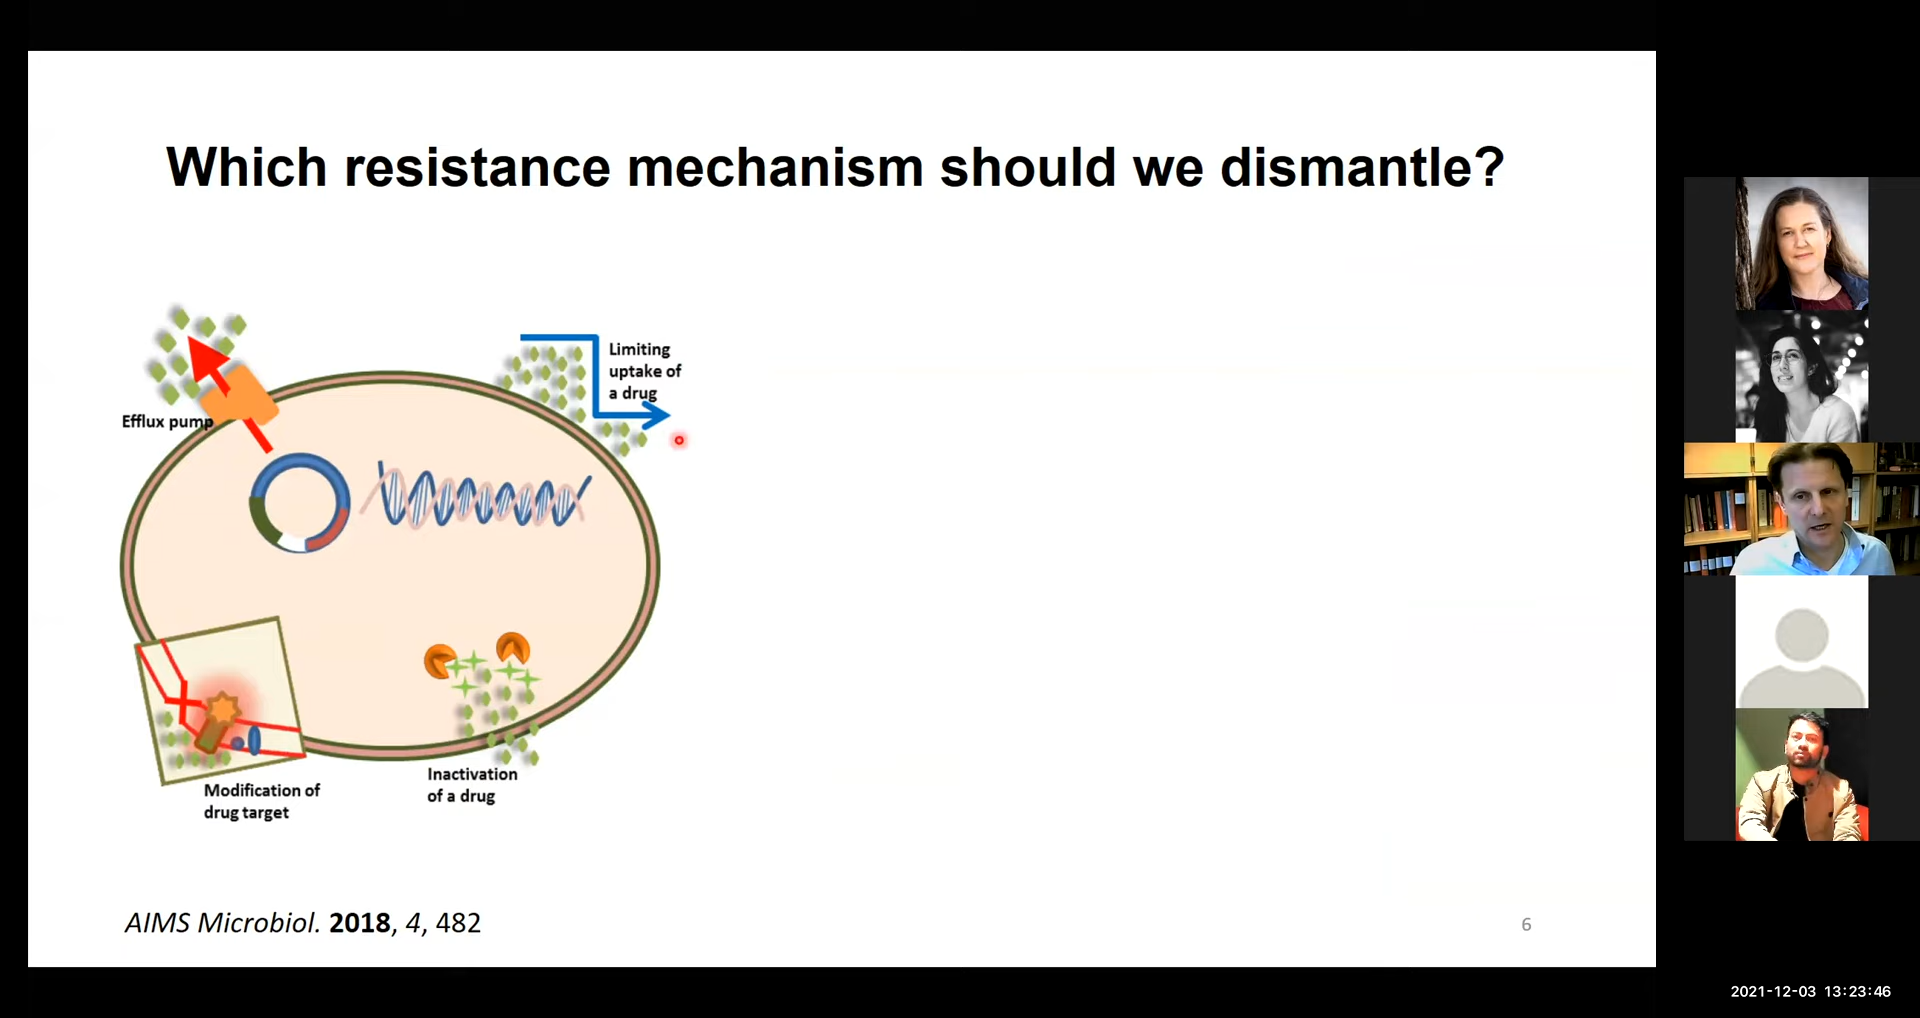 Which resistance mechanism should we dismantle?
Limiting
uptake of
a drug
Efflux pump
Inactivation
of a drug
Modification of
drug target
AIMS Microbiol. 2018, 4, 482
6
2021-12-03 13:23:46